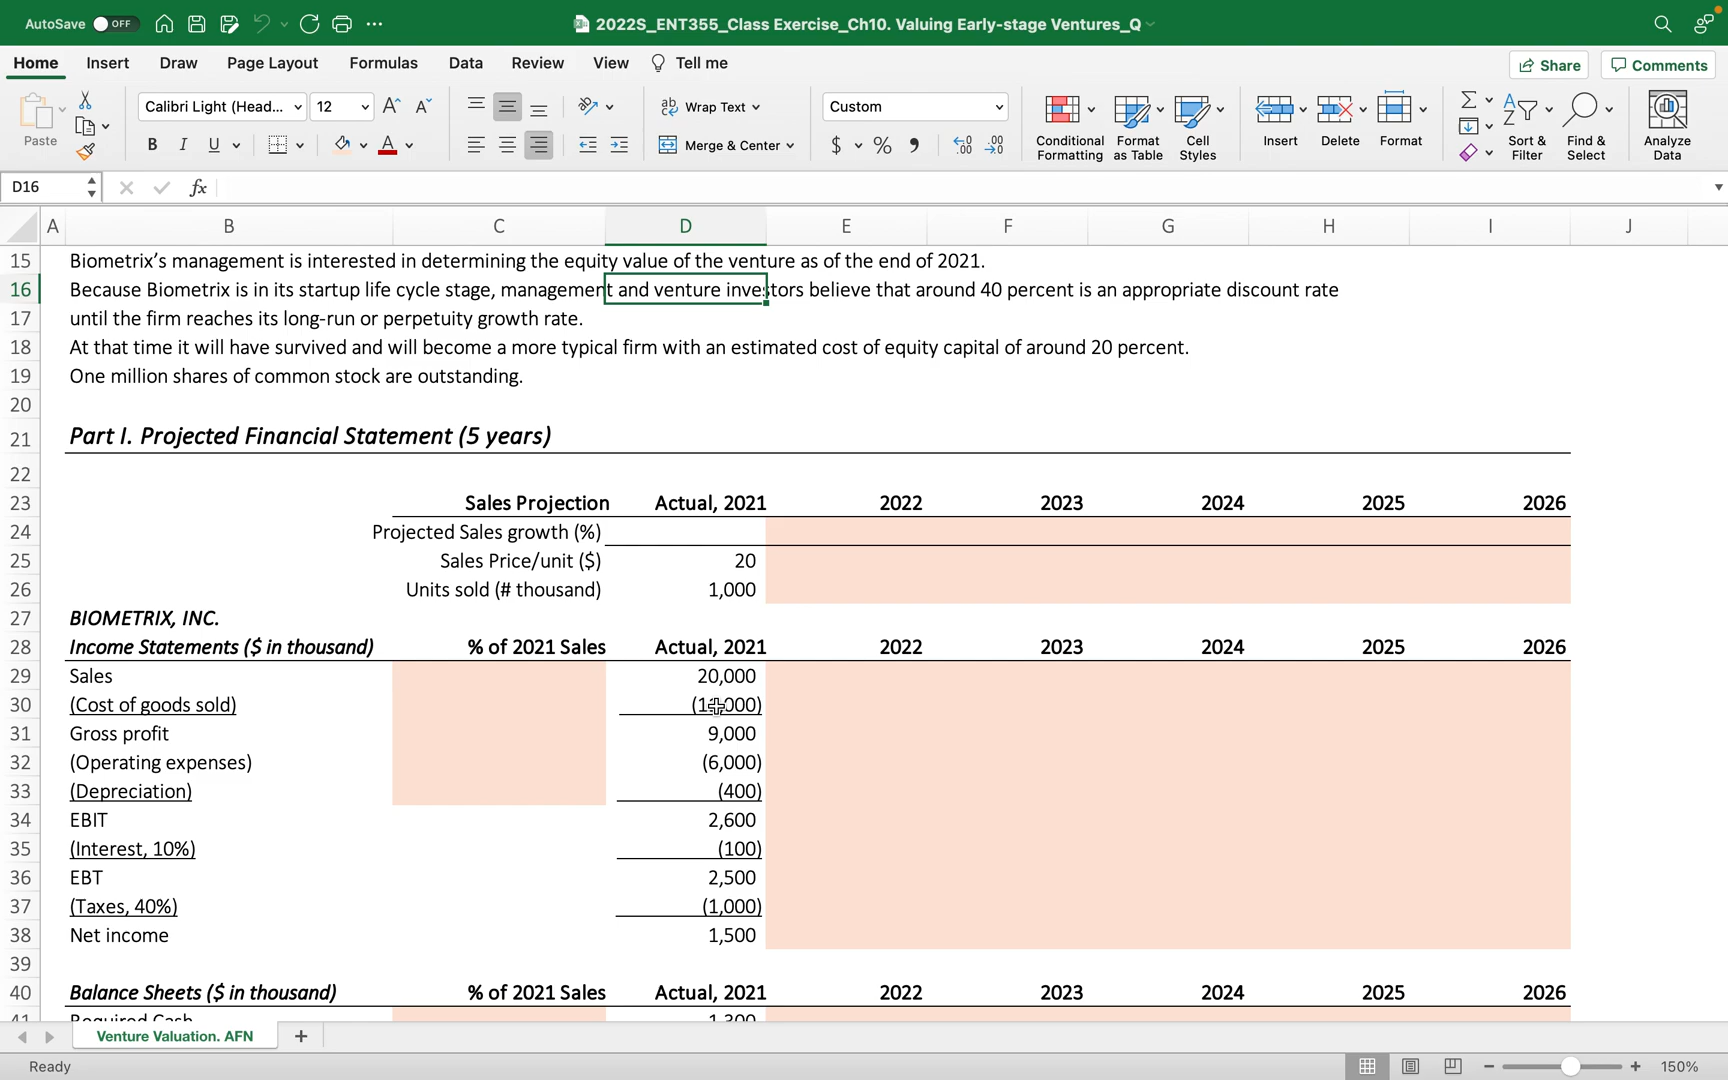 AutoSave OFF 2022S_ENT355_Class Exercise_Ch10. Valuing Early-stage Ventures_Q
Home Insert Draw Page Layout Formulas Data Review View Tell me Share Comments
Paste Calibri Light (Head... 12 Wrap Text Custom
B I U A Merge & Center $ % Conditional Formatting Format as Table Cell Styles Insert Delete Format Sort & Filter Find & Select Analyze Data
D16 fx
A B C D E F G H I J
15 Biometrix's management is interested in determining the equity value of the venture as of the end of 2021.
16 Because Biometrix is in its startup life cycle stage, management and venture investors believe that around 40 percent is an appropriate discount rate
17 until the firm reaches its long-run or perpetuity growth rate.
18 At that time it will have survived and will become a more typical firm with an estimated cost of equity capital of around 20 percent.
19 One million shares of common stock are outstanding.
20
21 Part I. Projected Financial Statement (5 years)
22
23 Sales Projection Actual, 2021 2022 2023 2024 2025 2026
24 Projected Sales growth (%)
25 Sales Price/unit ($) 20
26 Units sold (# thousand) 1,000
27 BIOMETRIX, INC.
28 Income Statements ($ in thousand) % of 2021 Sales Actual, 2021 2022 2023 2024 2025 2026
29 Sales 20,000
30 (Cost of goods sold)
31 Gross profit 9,000
32 (Operating expenses) (6,000)
33 (Depreciation) (400)
34 EBIT 2,600
35 (Interest, 10%) (100)
36 EBT 2,500
37 (Taxes, 40%) (1,000)
38 Net income 1,500
39
40 Balance Sheets ($ in thousand) % of 2021 Sales Actual, 2021 2022 2023 2024 2025 2026
41 Required Cash 1,300
Venture Valuation. AFN
Ready 150%